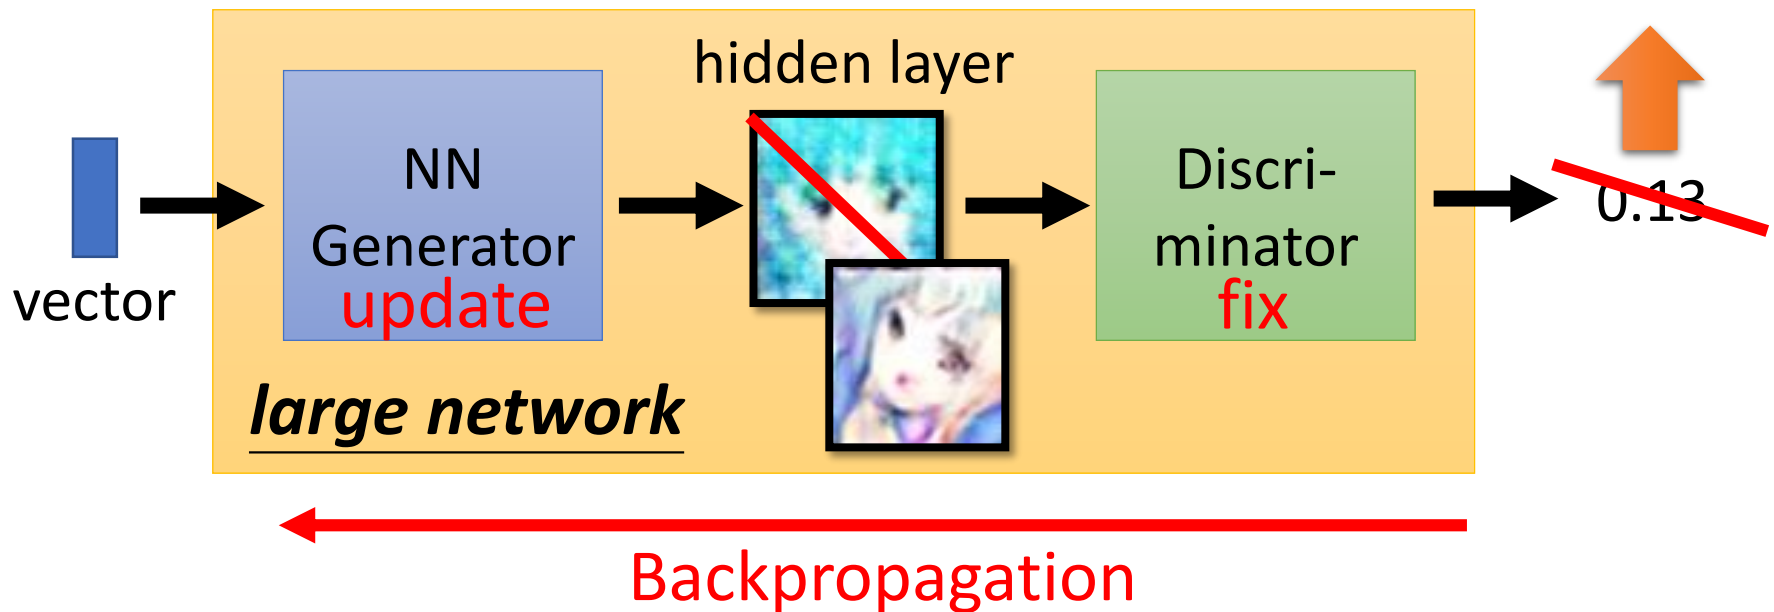 hidden layer
vector
NN
Generator
update
Discri-
minator
fix
0.13
large network
Backpropagation